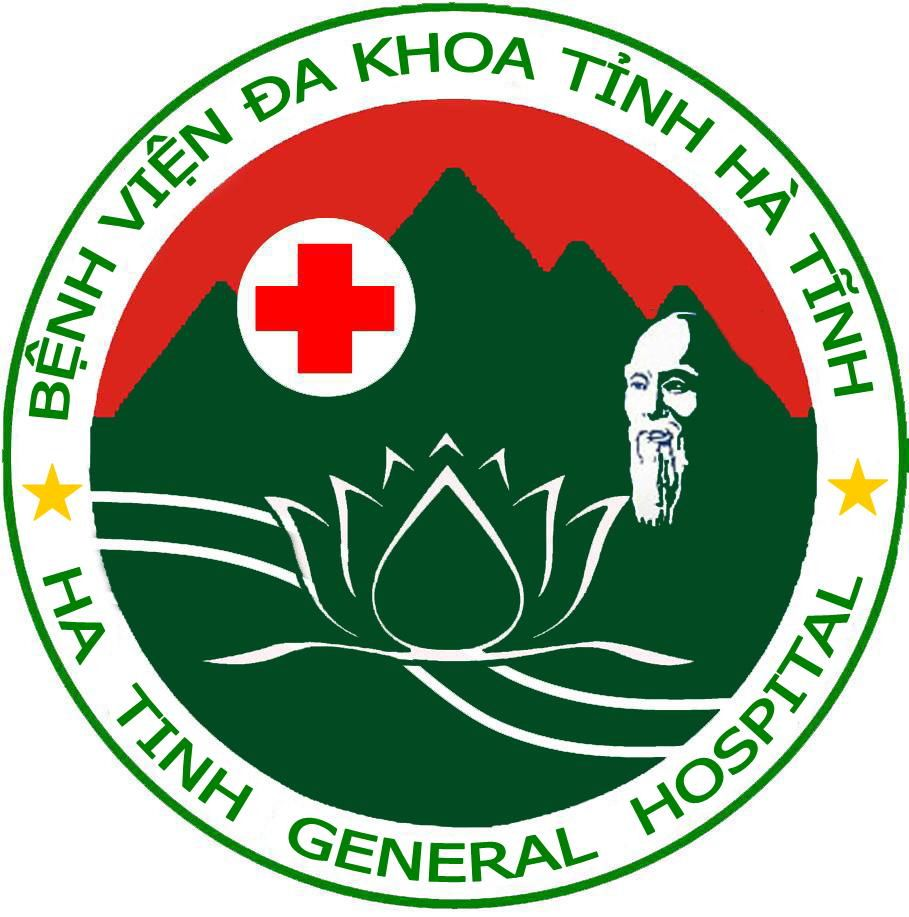 BỆNH VIỆN ĐA KHOA TỈNH HÀ TĨNH
HA TINH GENERAL HOSPITAL